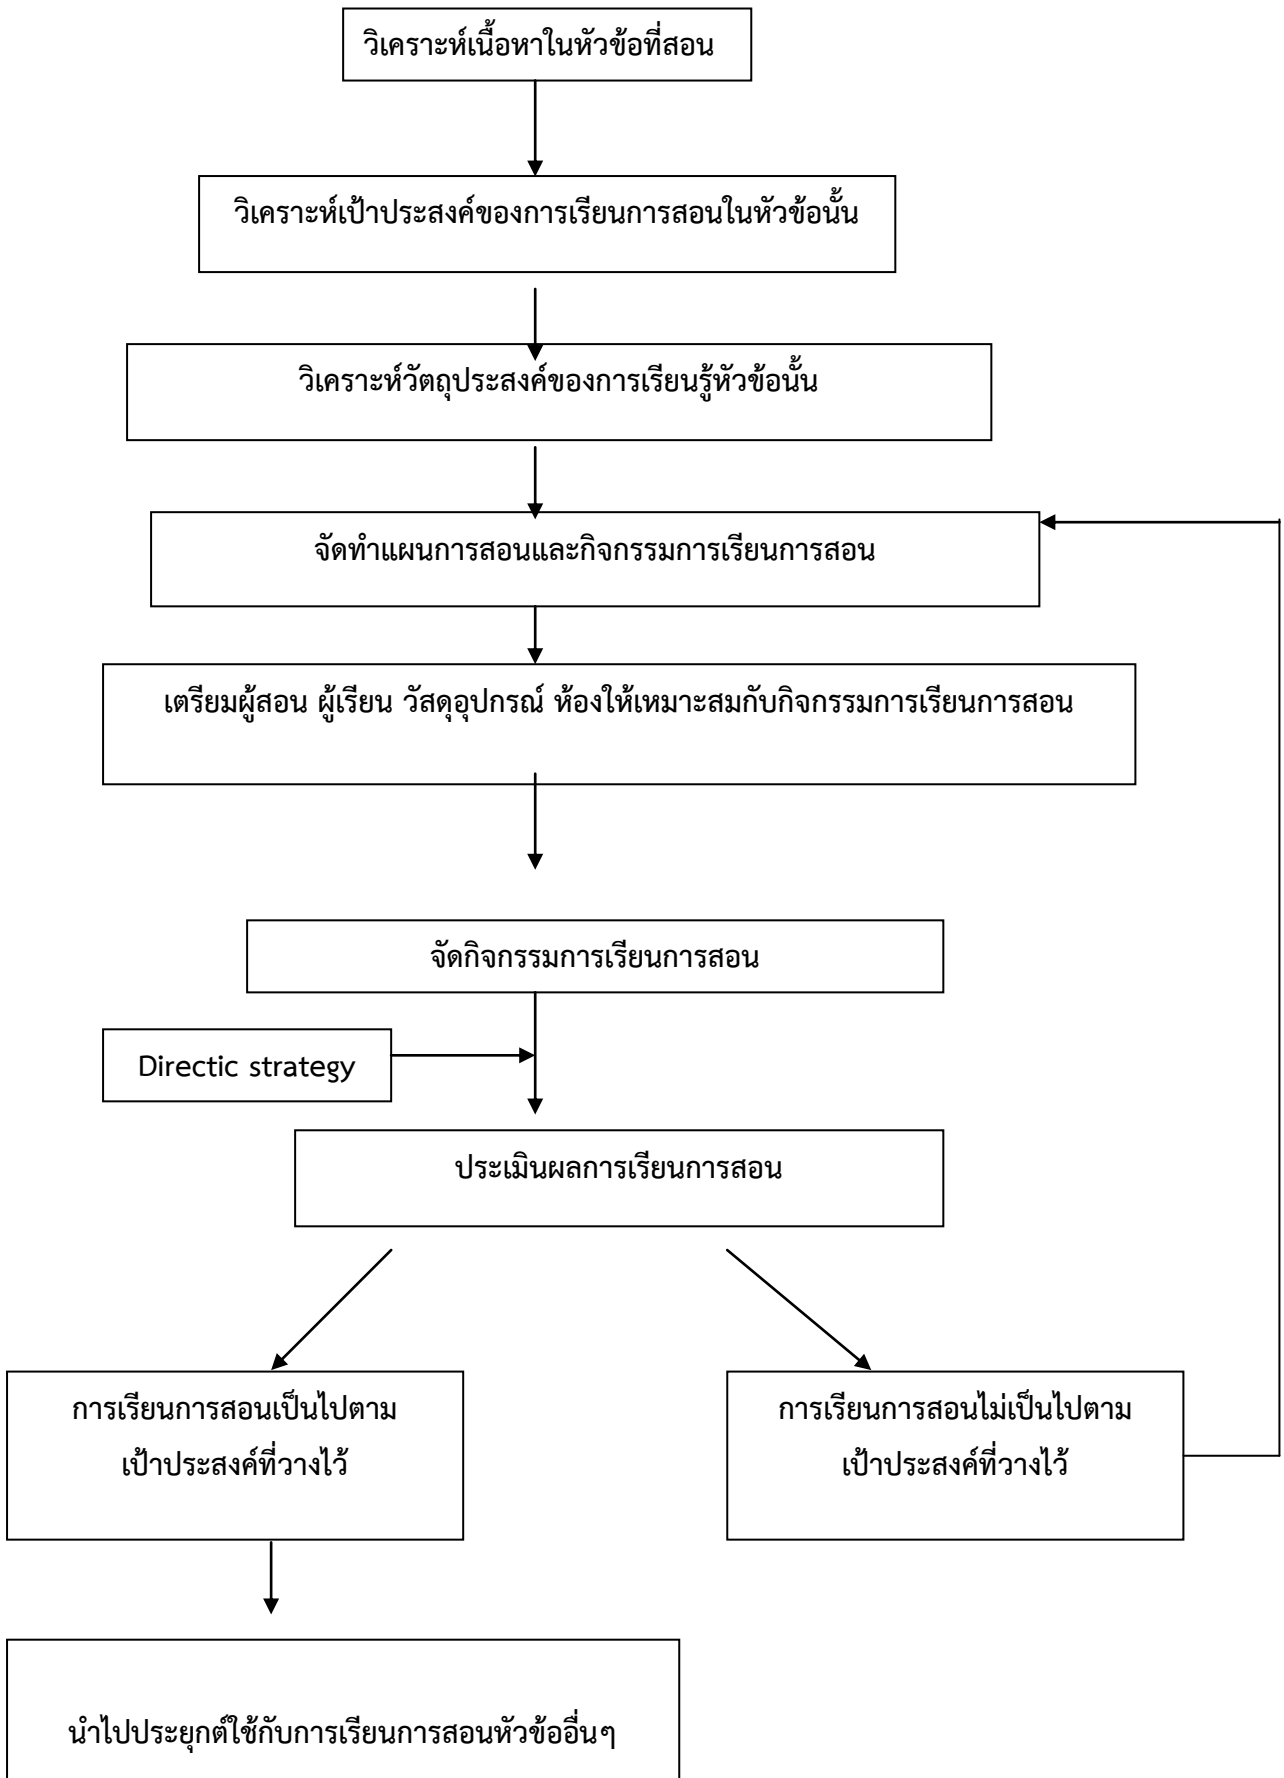 วิเคราะห์เนื้อหาในหัวข้อที่สอน
วิเคราะห์เป้าประสงค์ของการเรียนการสอนในหัวข้อนั้น
วิเคราะห์วัตถุประสงค์ของการเรียนรู้หัวข้อนั้น
จัดทำแผนการสอนและกิจกรรมการเรียนการสอน
เตรียมผู้สอน ผู้เรียน วัสดุอุปกรณ์ ห้องให้เหมาะสมกับกิจกรรมการเรียนการสอน
จัดกิจกรรมการเรียนการสอน
Directic strategy
ประเมินผลการเรียนการสอน
การเรียนการสอนเป็นไปตาม
เป้าประสงค์ที่วางไว้
การเรียนการสอนไม่เป็นไปตาม
เป้าประสงค์ที่วางไว้
นำไปประยุกต์ใช้กับการเรียนการสอนหัวข้ออื่นๆ